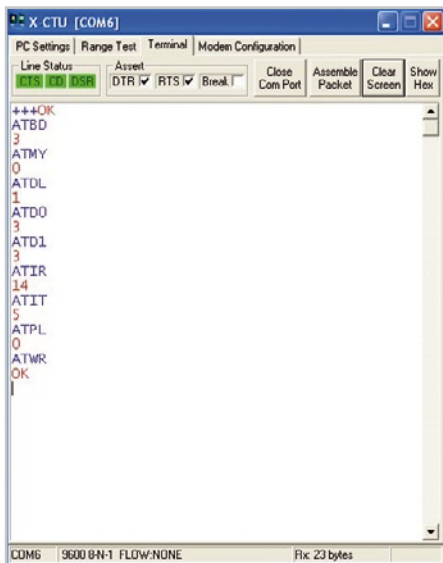 X-CTU [COM6]
PC Settings Range Test Terminal Modem Configuration
Line Status
CTS CD DSR
Assert
DTR RTS Break
Close Com Port
Assemble Packet
Clear Screen
Show Hex
+++OK
ATBD
3
ATMY
0
ATDL
1
ATD0
3
ATD1
3
ATIR
14
ATIT
5
ATPL
0
ATWR
OK
COM6 9600 8-N-1 FLOW:NONE Rx: 23 bytes